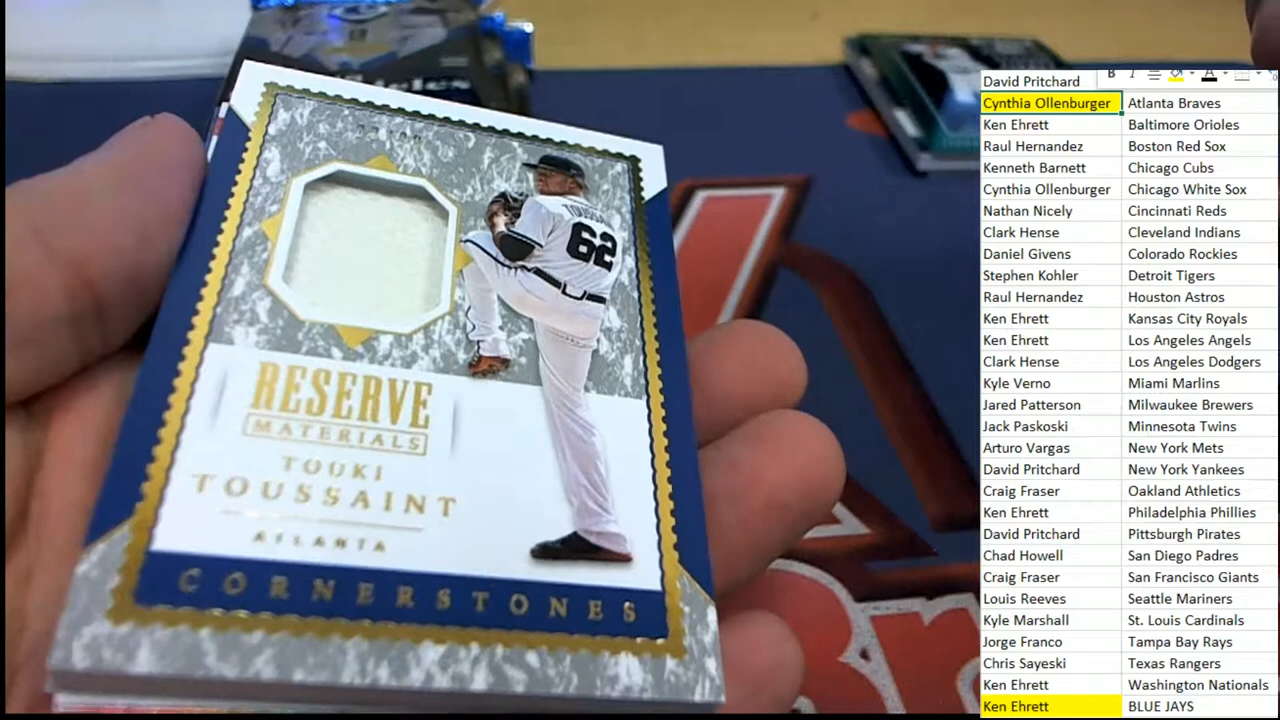 TOUSSAINT
62
RESERVE
MATERIALS
TOUKI
TOUSSAINT
ATLANTA
CORNERSTONES
David Pritchard
B I A
Cynthia Ollenburger Atlanta Braves
Ken Ehrett Baltimore Orioles
Raul Hernandez Boston Red Sox
Kenneth Barnett Chicago Cubs
Cynthia Ollenburger Chicago White Sox
Nathan Nicely Cincinnati Reds
Clark Hense Cleveland Indians
Daniel Givens Colorado Rockies
Stephen Kohler Detroit Tigers
Raul Hernandez Houston Astros
Ken Ehrett Kansas City Royals
Ken Ehrett Los Angeles Angels
Clark Hense Los Angeles Dodgers
Kyle Verno Miami Marlins
Jared Patterson Milwaukee Brewers
Jack Paskoski Minnesota Twins
Arturo Vargas New York Mets
David Pritchard New York Yankees
Craig Fraser Oakland Athletics
Ken Ehrett Philadelphia Phillies
David Pritchard Pittsburgh Pirates
Chad Howell San Diego Padres
Craig Fraser San Francisco Giants
Louis Reeves Seattle Mariners
Kyle Marshall St. Louis Cardinals
Jorge Franco Tampa Bay Rays
Chris Sayeski Texas Rangers
Ken Ehrett Washington Nationals
Ken Ehrett BLUE JAYS